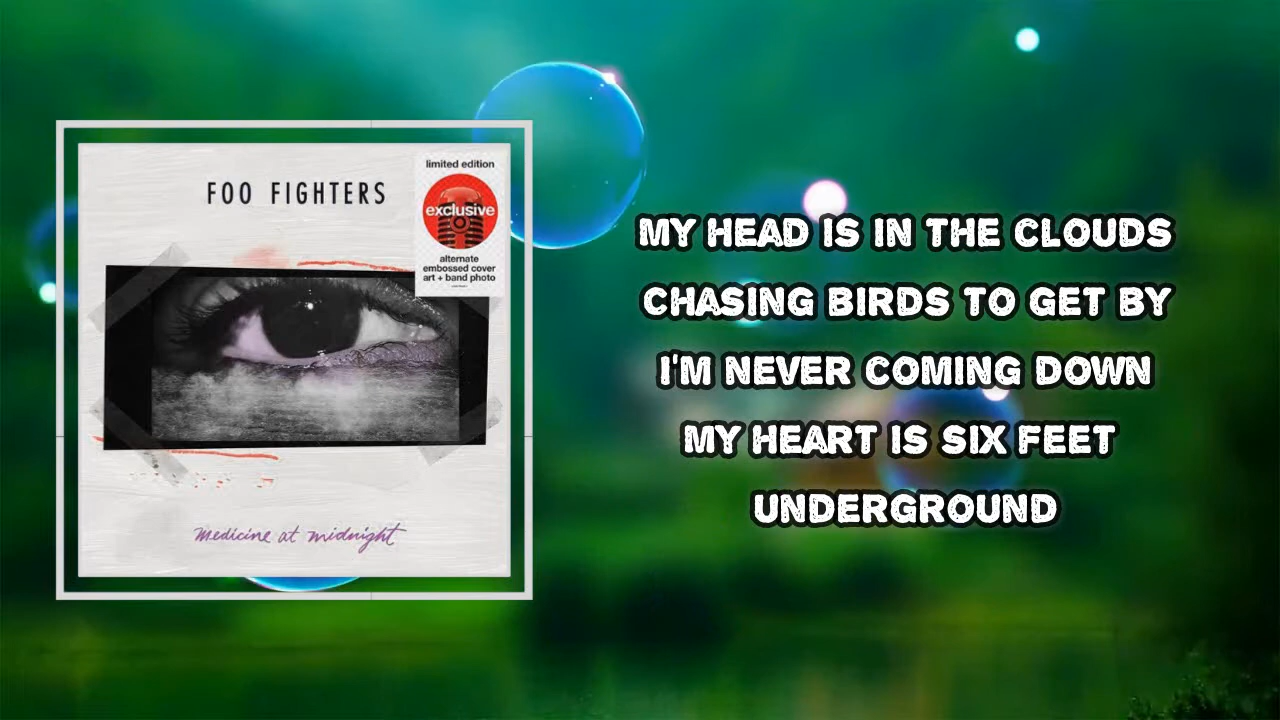 FOO FIGHTERS
limited edition
exclusive
alternate
embossed cover
art + band photo
medicine at midnight
MY HEAD IS IN THE CLOUDS
CHASING BIRDS TO GET BY
I'M NEVER COMING DOWN
MY HEART IS SIX FEET
UNDERGROUND